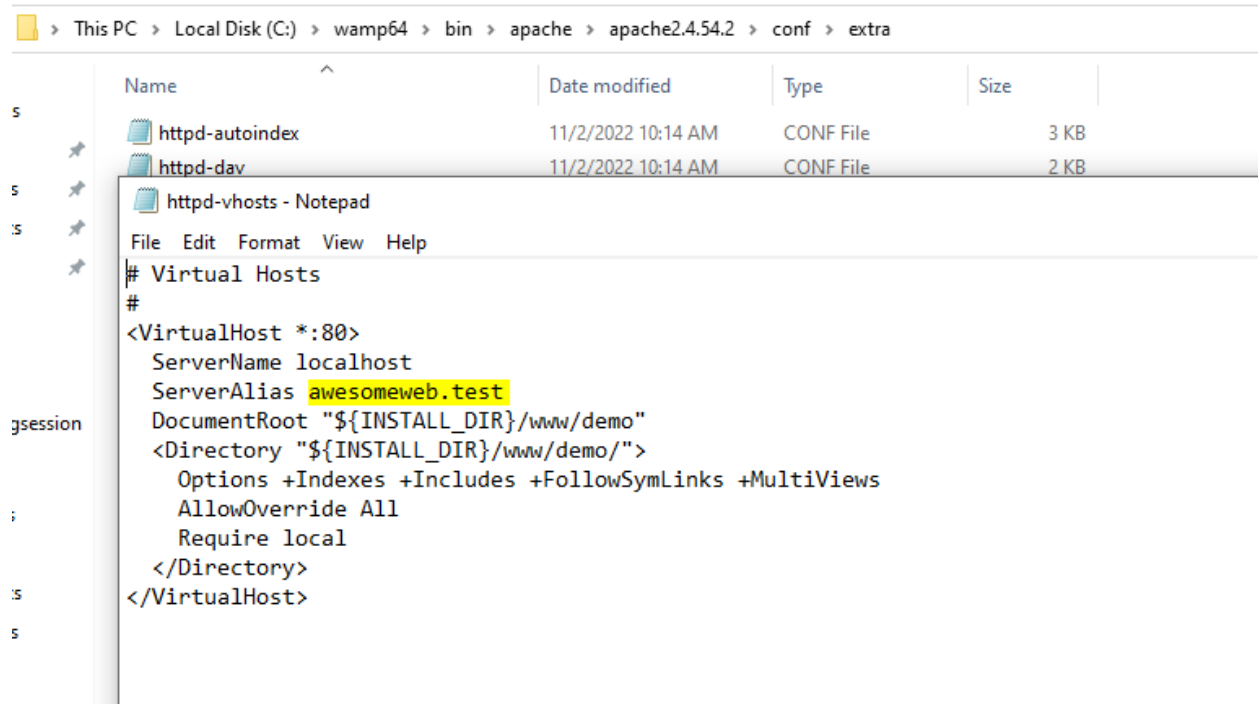 This PC > Local Disk (C:) > wamp64 > bin > apache > apache2.4.54.2 > conf > extra
Name Date modified Type Size
s
httpd-autoindex 11/2/2022 10:14 AM CONF File 3 KB
httpd-dav 11/2/2022 10:14 AM CONF File 2 KB
s
httpd-vhosts - Notepad
:s
File Edit Format View Help
# Virtual Hosts
#
<VirtualHost *:80>
ServerName localhost
ServerAlias awesomeweb.test
DocumentRoot "${INSTALL_DIR}/www/demo"
gsession
<Directory "${INSTALL_DIR}/www/demo/">
Options +Indexes +Includes +FollowSymLinks +MultiViews
AllowOverride All
Require local
</Directory>
:s
</VirtualHost>
s